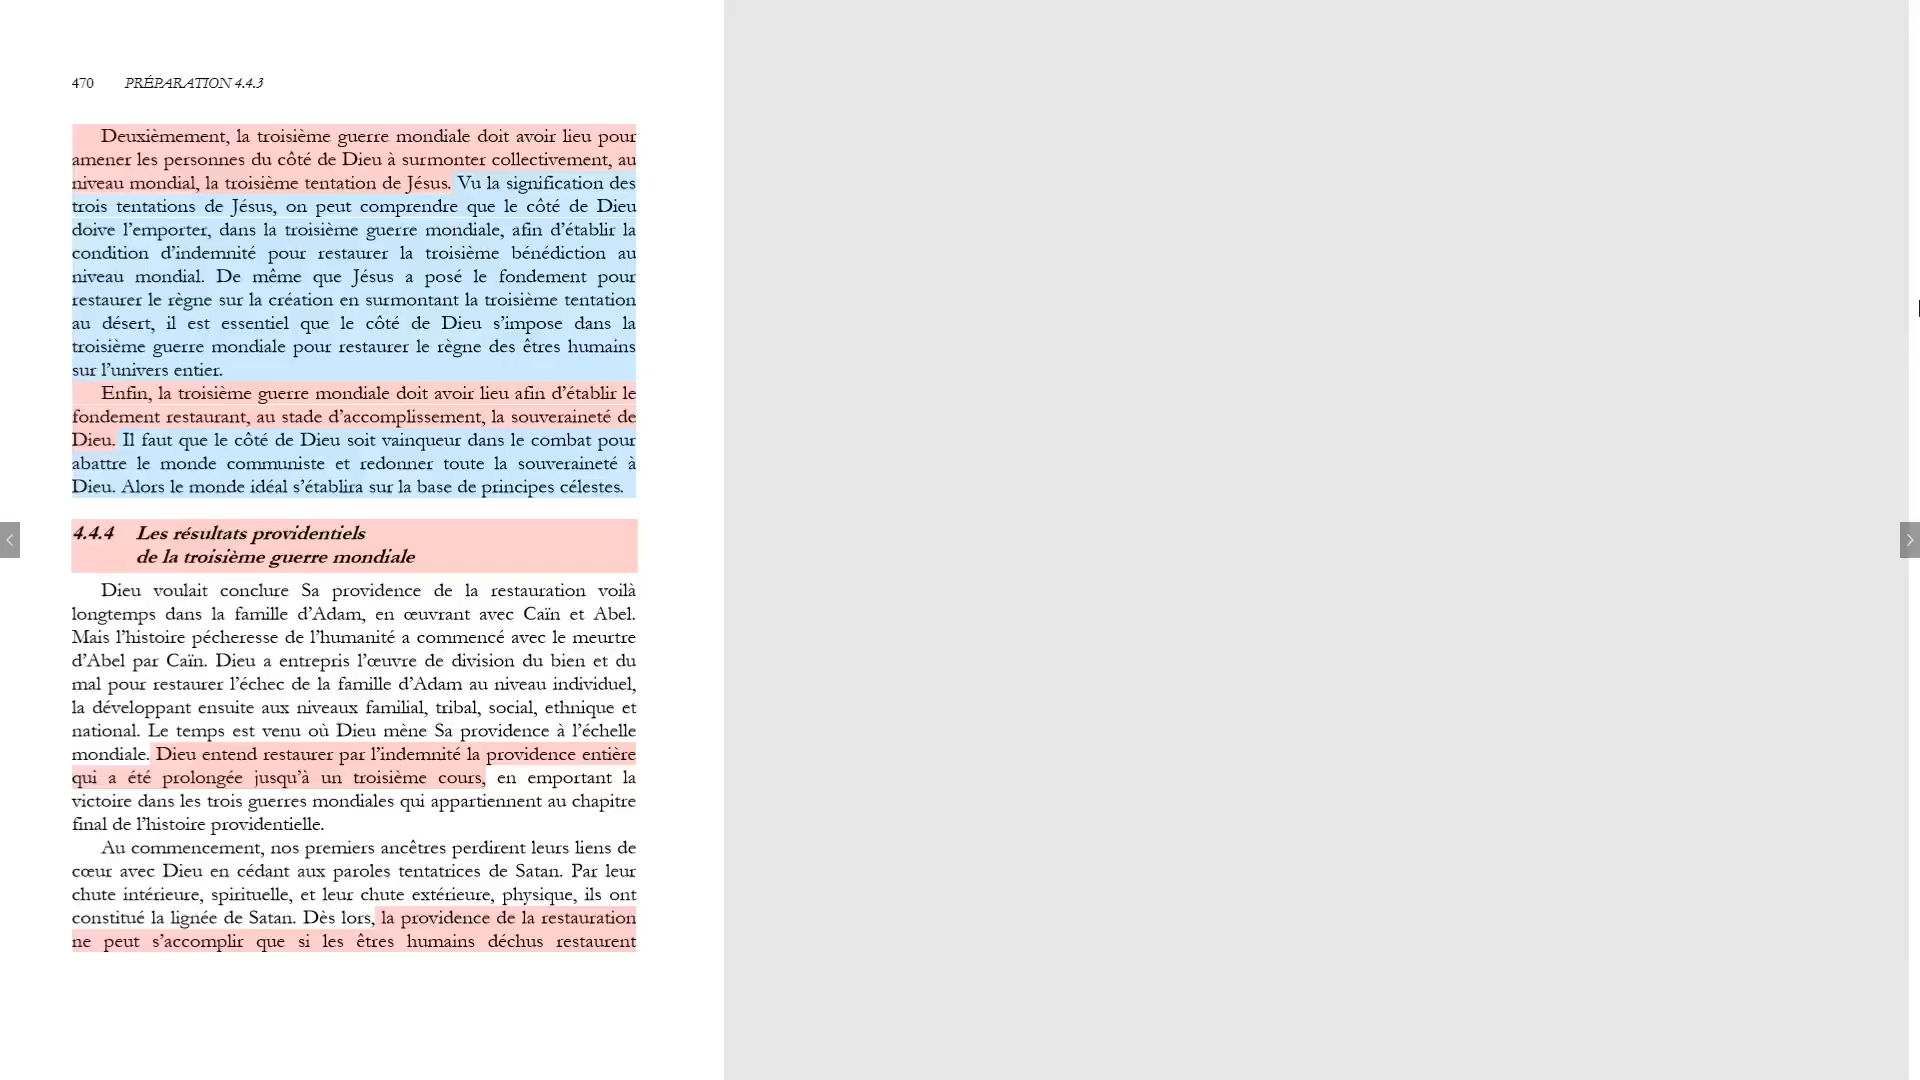 470 PRÉPARATION 4.4.3
Deuxièmement, la troisième guerre mondiale doit avoir lieu pour
amener les personnes du côté de Dieu à surmonter collectivement, au
niveau mondial, la troisième tentation de Jésus. Vu la signification des
trois tentations de Jésus, on peut comprendre que le côté de Dieu
doive l’emporter, dans la troisième guerre mondiale, afin d’établir la
condition d’indemnité pour restaurer la troisième bénédiction au
niveau mondial. De même que Jésus a posé le fondement pour
restaurer le règne sur la création en surmontant la troisième tentation
au désert, il est essentiel que le côté de Dieu s’impose dans la
troisième guerre mondiale pour restaurer le règne des êtres humains
sur l’univers entier.
Enfin, la troisième guerre mondiale doit avoir lieu afin d’établir le
fondement restaurant, au stade d’accomplissement, la souveraineté de
Dieu. Il faut que le côté de Dieu soit vainqueur dans le combat pour
abattre le monde communiste et redonner toute la souveraineté à
Dieu. Alors le monde idéal s’établira sur la base de principes célestes.
4.4.4 Les résultats providentiels
de la troisième guerre mondiale
Dieu voulait conclure Sa providence de la restauration voilà
longtemps dans la famille d’Adam, en œuvrant avec Caïn et Abel.
Mais l’histoire pécheresse de l’humanité a commencé avec le meurtre
d’Abel par Caïn. Dieu a entrepris l’œuvre de division du bien et du
mal pour restaurer l’échec de la famille d’Adam au niveau individuel,
la développant ensuite aux niveaux familial, tribal, social, ethnique et
national. Le temps est venu où Dieu mène Sa providence à l’échelle
mondiale. Dieu entend restaurer par l’indemnité la providence entière
qui a été prolongée jusqu’à un troisième cours, en emportant la
victoire dans les trois guerres mondiales qui appartiennent au chapitre
final de l’histoire providentielle.
Au commencement, nos premiers ancêtres perdirent leurs liens de
cœur avec Dieu en cédant aux paroles tentatrices de Satan. Par leur
chute intérieure, spirituelle, et leur chute extérieure, physique, ils ont
constitué la lignée de Satan. Dès lors, la providence de la restauration
ne peut s’accomplir que si les êtres humains déchus restaurent